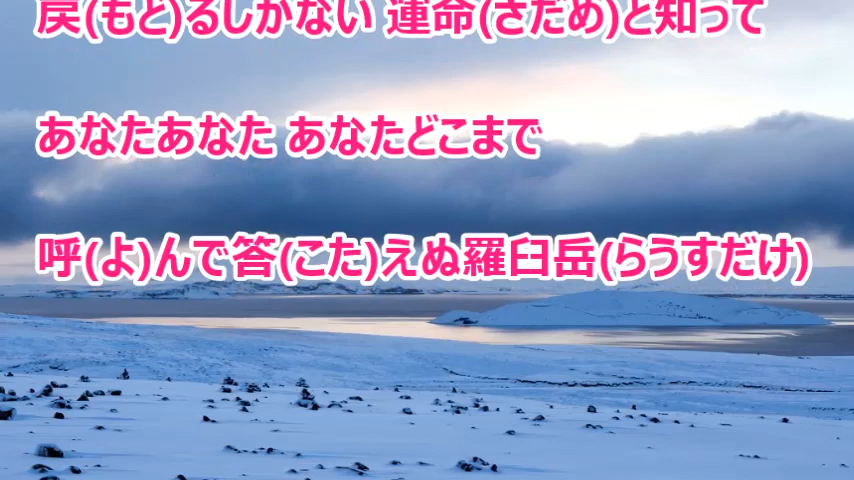 戻(もど)るしかない 運命(さだめ)と知って
あなたあなた あなたどこまで
呼(よ)んで答(こた)えぬ羅臼岳(らうすだけ)